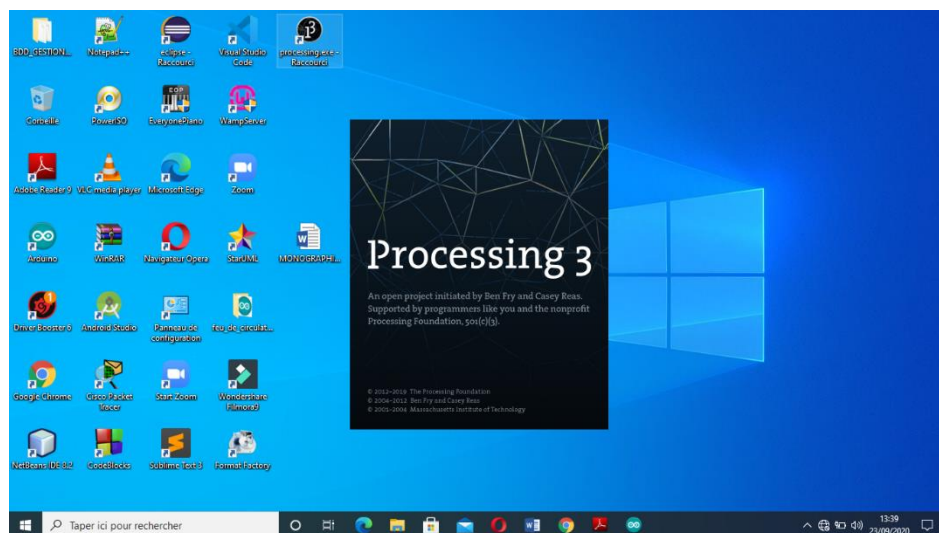 BDD_GESTION...
Notepad++
eclipse -
Raccourci
Visual Studio
Code
processing.exe -
Raccourci
Corbeille
PowerISO
EOP
EveryonePiano
WampServer
Adobe Reader 9
VLC media player
Microsoft Edge
Zoom
Arduino
WinRAR
Navigateur Opera
StarUML
MONOGRAPHI...
Processing 3
An open project initiated by Ben Fry and Casey Reas.
Supported by programmers like you and the nonprofit
Processing Foundation, 501(c)(3).
Driver Booster 6
Android Studio
Panneau de
configuration
feu_de_circulat...
© 2012-2019 The Processing Foundation
© 2004-2012 Ben Fry and Casey Reas
© 2001-2004 Massachusetts Institute of Technology
Google Chrome
Cisco Packet
Tracer
Start Zoom
Wondershare
Filmora9
NetBeans IDE 8.2
CodeBlocks
Sublime Text 3
Format Factory
Taper ici pour rechercher
13:39
23/09/2020